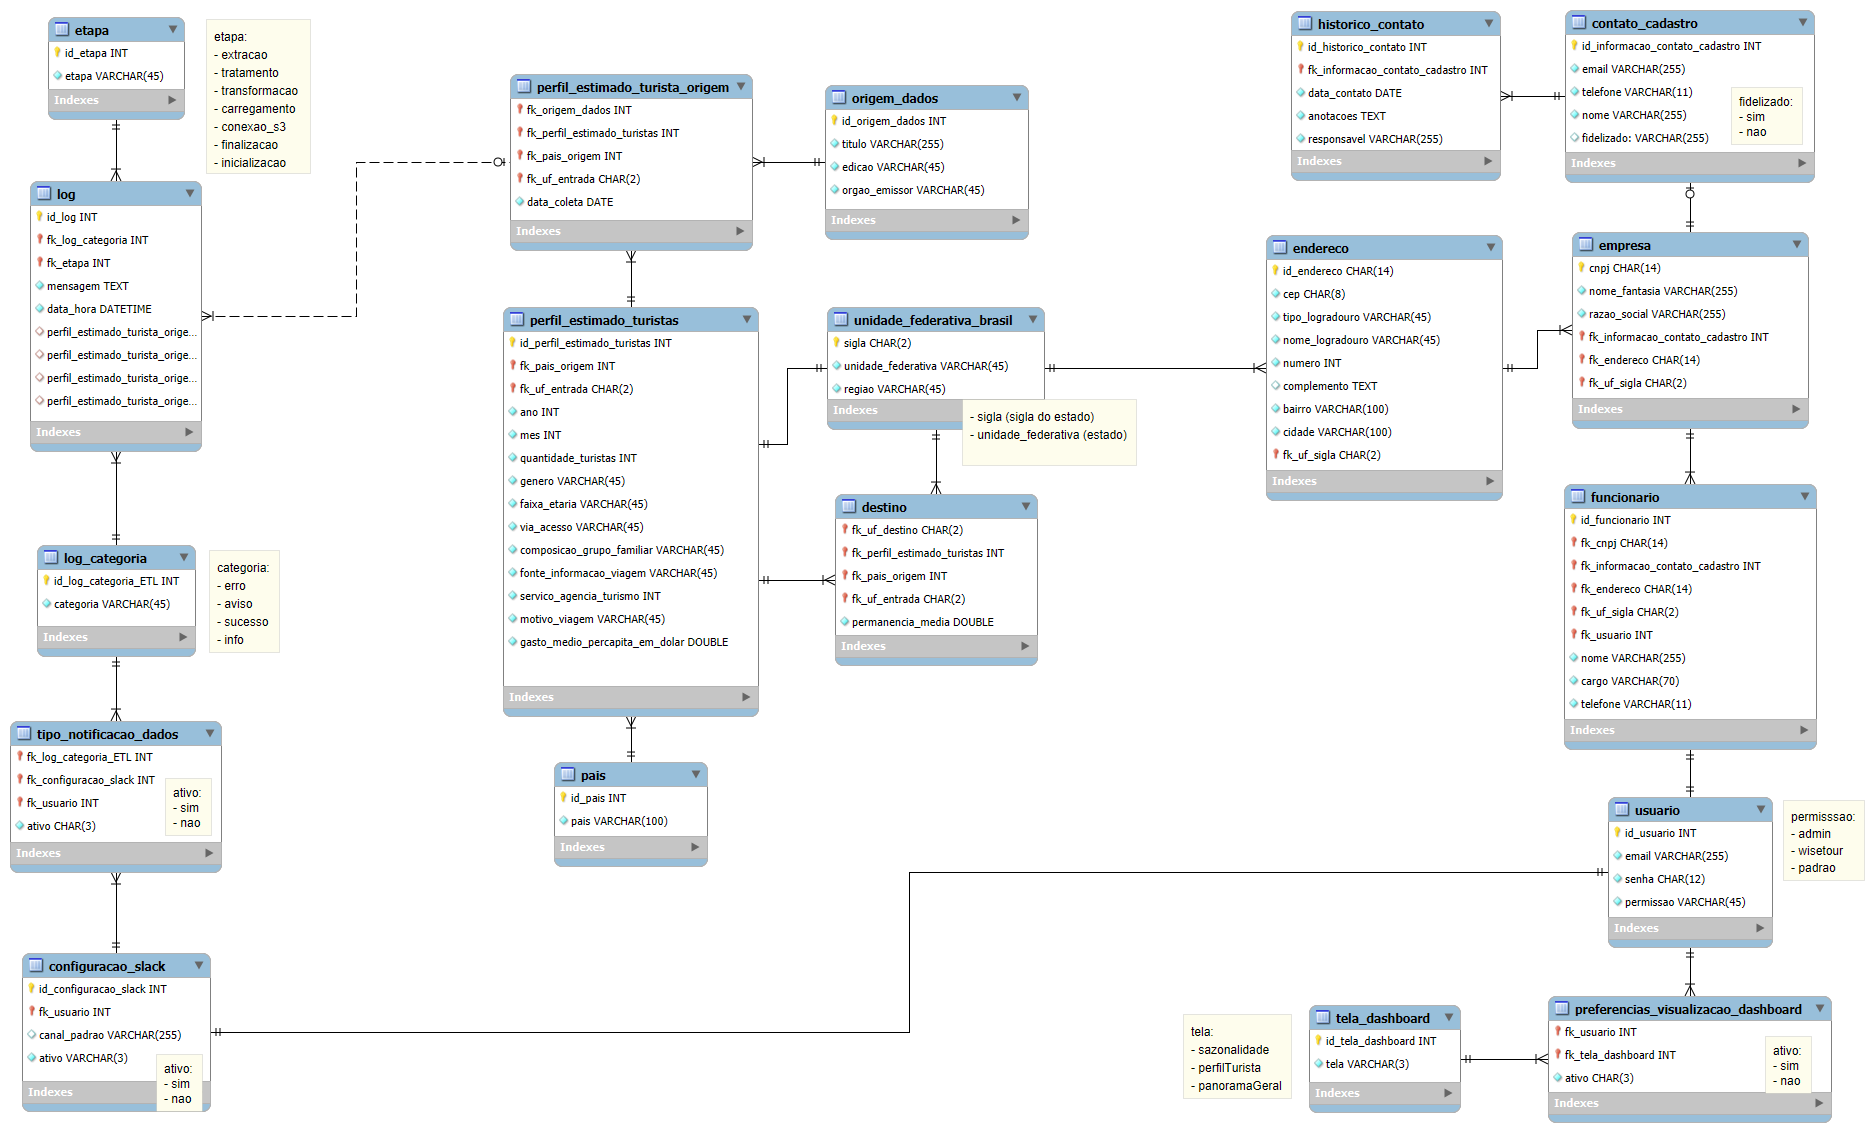 etapa
id_etapa INT
etapa VARCHAR(45)
Indexes
etapa:
- extracao
- tratamento
- transformacao
- carregamento
- conexao_s3
- finalizacao
- inicializacao
log
id_log INT
fk_log_categoria INT
fk_etapa INT
mensagem TEXT
data_hora DATETIME
perfil_estimado_turista_orige...
perfil_estimado_turista_orige...
perfil_estimado_turista_orige...
perfil_estimado_turista_orige...
Indexes
log_categoria
id_log_categoria_ETL INT
categoria VARCHAR(45)
Indexes
categoria:
- erro
- aviso
- sucesso
- info
tipo_notificacao_dados
fk_log_categoria_ETL INT
fk_configuracao_slack INT
fk_usuario INT
ativo CHAR(3)
Indexes
ativo:
- sim
- nao
configuracao_slack
id_configuracao_slack INT
fk_usuario INT
canal_padrao VARCHAR(255)
ativo VARCHAR(3)
Indexes
ativo:
- sim
- nao
perfil_estimado_turista_origem
fk_origem_dados INT
fk_perfil_estimado_turistas INT
fk_pais_origem INT
fk_uf_entrada CHAR(2)
data_coleta DATE
Indexes
origem_dados
id_origem_dados INT
titulo VARCHAR(255)
edicao VARCHAR(45)
orgao_emissor VARCHAR(45)
Indexes
perfil_estimado_turistas
id_perfil_estimado_turistas INT
fk_pais_origem INT
fk_uf_entrada CHAR(2)
ano INT
mes INT
quantidade_turistas INT
genero VARCHAR(45)
faixa_etaria VARCHAR(45)
via_acesso VARCHAR(45)
composicao_grupo_familiar VARCHAR(45)
fonte_informacao_viagem VARCHAR(45)
servico_agencia_turismo INT
motivo_viagem VARCHAR(45)
gasto_medio_percapita_em_dolar DOUBLE
Indexes
unidade_federativa_brasil
sigla CHAR(2)
unidade_federativa VARCHAR(45)
regiao VARCHAR(45)
Indexes
- sigla (sigla do estado)
- unidade_federativa (estado)
destino
fk_uf_destino CHAR(2)
fk_perfil_estimado_turistas INT
fk_pais_origem INT
fk_uf_entrada CHAR(2)
permanencia_media DOUBLE
Indexes
pais
id_pais INT
pais VARCHAR(100)
Indexes
historico_contato
id_historico_contato INT
fk_informacao_contato_cadastro INT
data_contato DATE
anotacoes TEXT
responsavel VARCHAR(255)
Indexes
contato_cadastro
id_informacao_contato_cadastro INT
email VARCHAR(255)
telefone VARCHAR(11)
nome VARCHAR(255)
fidelizado: VARCHAR(255)
Indexes
fidelizado:
- sim
- nao
endereco
id_endereco CHAR(14)
cep CHAR(8)
tipo_logradouro VARCHAR(45)
nome_logradouro VARCHAR(45)
numero INT
complemento TEXT
bairro VARCHAR(100)
cidade VARCHAR(100)
fk_uf_sigla CHAR(2)
Indexes
empresa
cnpj CHAR(14)
nome_fantasia VARCHAR(255)
razao_social VARCHAR(255)
fk_informacao_contato_cadastro INT
fk_endereco CHAR(14)
fk_uf_sigla CHAR(2)
Indexes
funcionario
id_funcionario INT
fk_cnpj CHAR(14)
fk_informacao_contato_cadastro INT
fk_endereco CHAR(14)
fk_uf_sigla CHAR(2)
fk_usuario INT
nome VARCHAR(255)
cargo VARCHAR(70)
telefone VARCHAR(11)
Indexes
usuario
id_usuario INT
email VARCHAR(255)
senha CHAR(12)
permissao VARCHAR(45)
Indexes
permisssao:
- admin
- wisetour
- padrao
tela:
- sazonalidade
- perfilTurista
- panoramaGeral
tela_dashboard
id_tela_dashboard INT
tela VARCHAR(3)
Indexes
preferencias_visualizacao_dashboard
fk_usuario INT
fk_tela_dashboard INT
ativo CHAR(3)
Indexes
ativo:
- sim
- nao